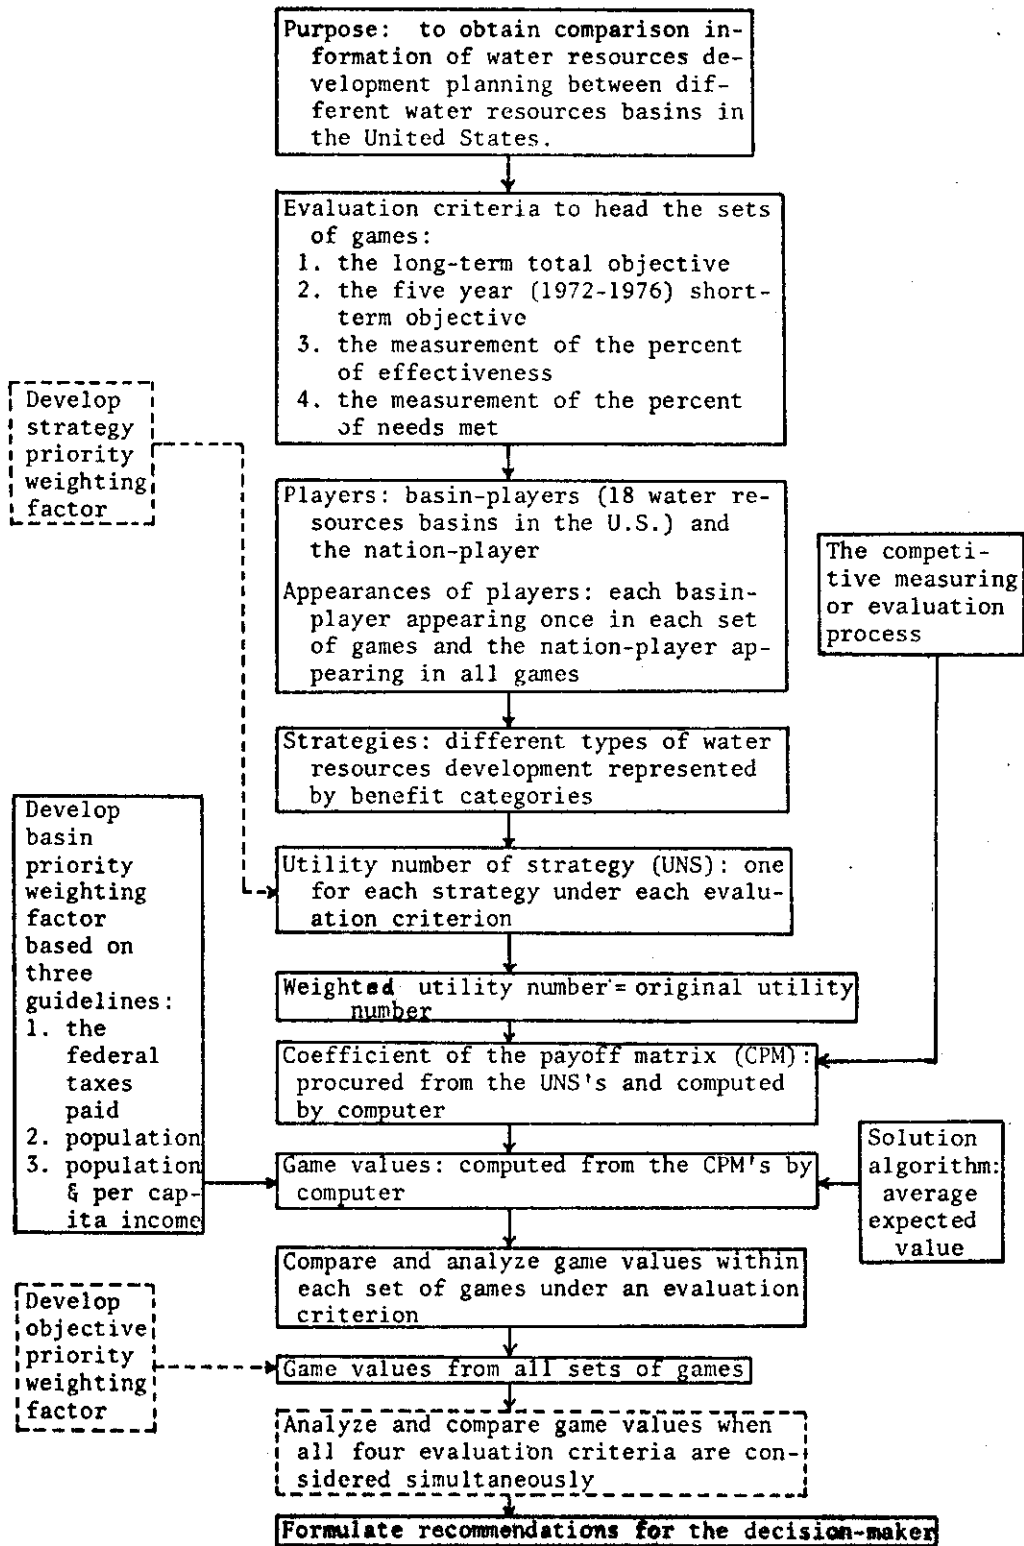 Purpose: to obtain comparison in-
formation of water resources de-
velopment planning between dif-
ferent water resources basins in
the United States.
Evaluation criteria to head the sets
of games:
1. the long-term total objective
2. the five year (1972-1976) short-
term objective
3. the measurement of the percent
of effectiveness
4. the measurement of the percent
of needs met
Develop
strategy
priority
weighting
factor
Players: basin-players (18 water re-
sources basins in the U.S.) and
the nation-player
Appearances of players: each basin-
player appearing once in each set
of games and the nation-player ap-
pearing in all games
The competi-
tive measuring
or evaluation
process
Strategies: different types of water
resources development represented
by benefit categories
Develop
basin
priority
weighting
factor
based on
three
guidelines:
1. the
federal
taxes
paid
2. population
3. population
& per cap-
ita income
Utility number of strategy (UNS): one
for each strategy under each evalu-
ation criterion
Weighted utility number = original utility
number
Coefficient of the payoff matrix (CPM):
procured from the UNS's and computed
by computer
Game values: computed from the CPM's by
computer
Solution
algorithm:
average
expected
value
Compare and analyze game values within
each set of games under an evaluation
criterion
Develop
objective
priority
weighting
factor
Game values from all sets of games
Analyze and compare game values when
all four evaluation criteria are con-
sidered simultaneously
Formulate recommendations for the decision-maker